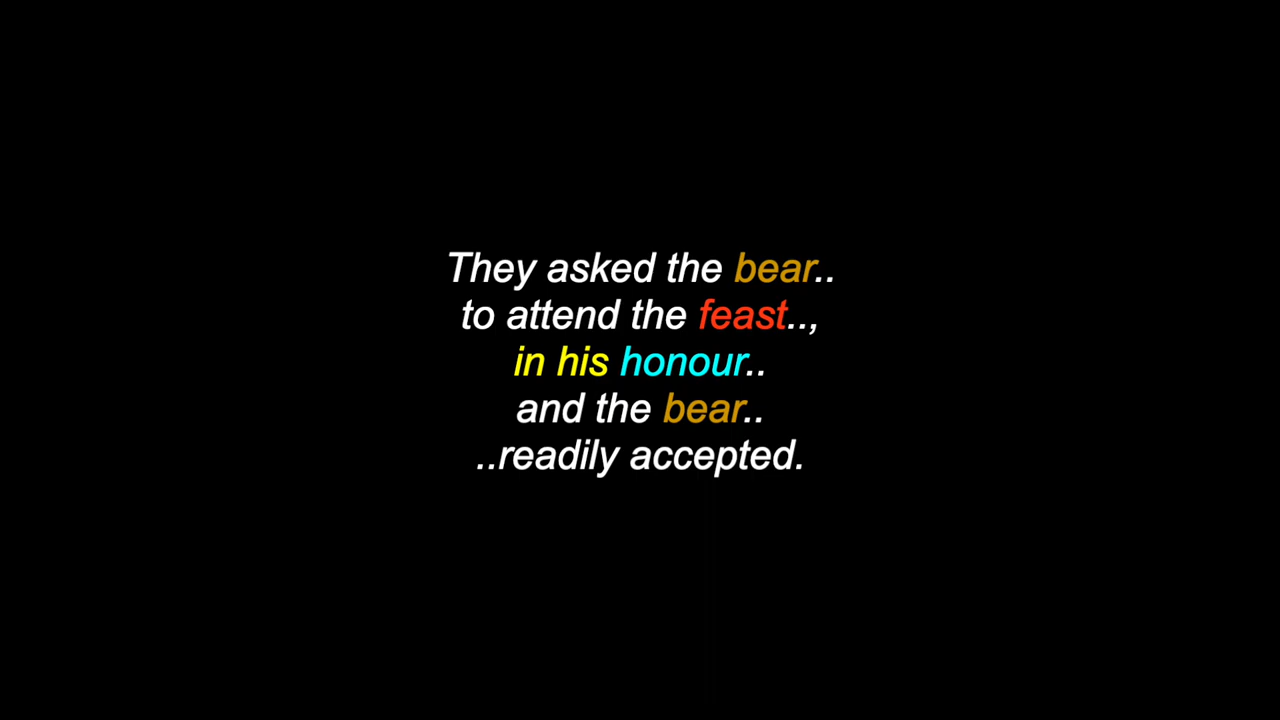 They asked the bear..
to attend the feast..,
in his honour..
and the bear..
..readily accepted.